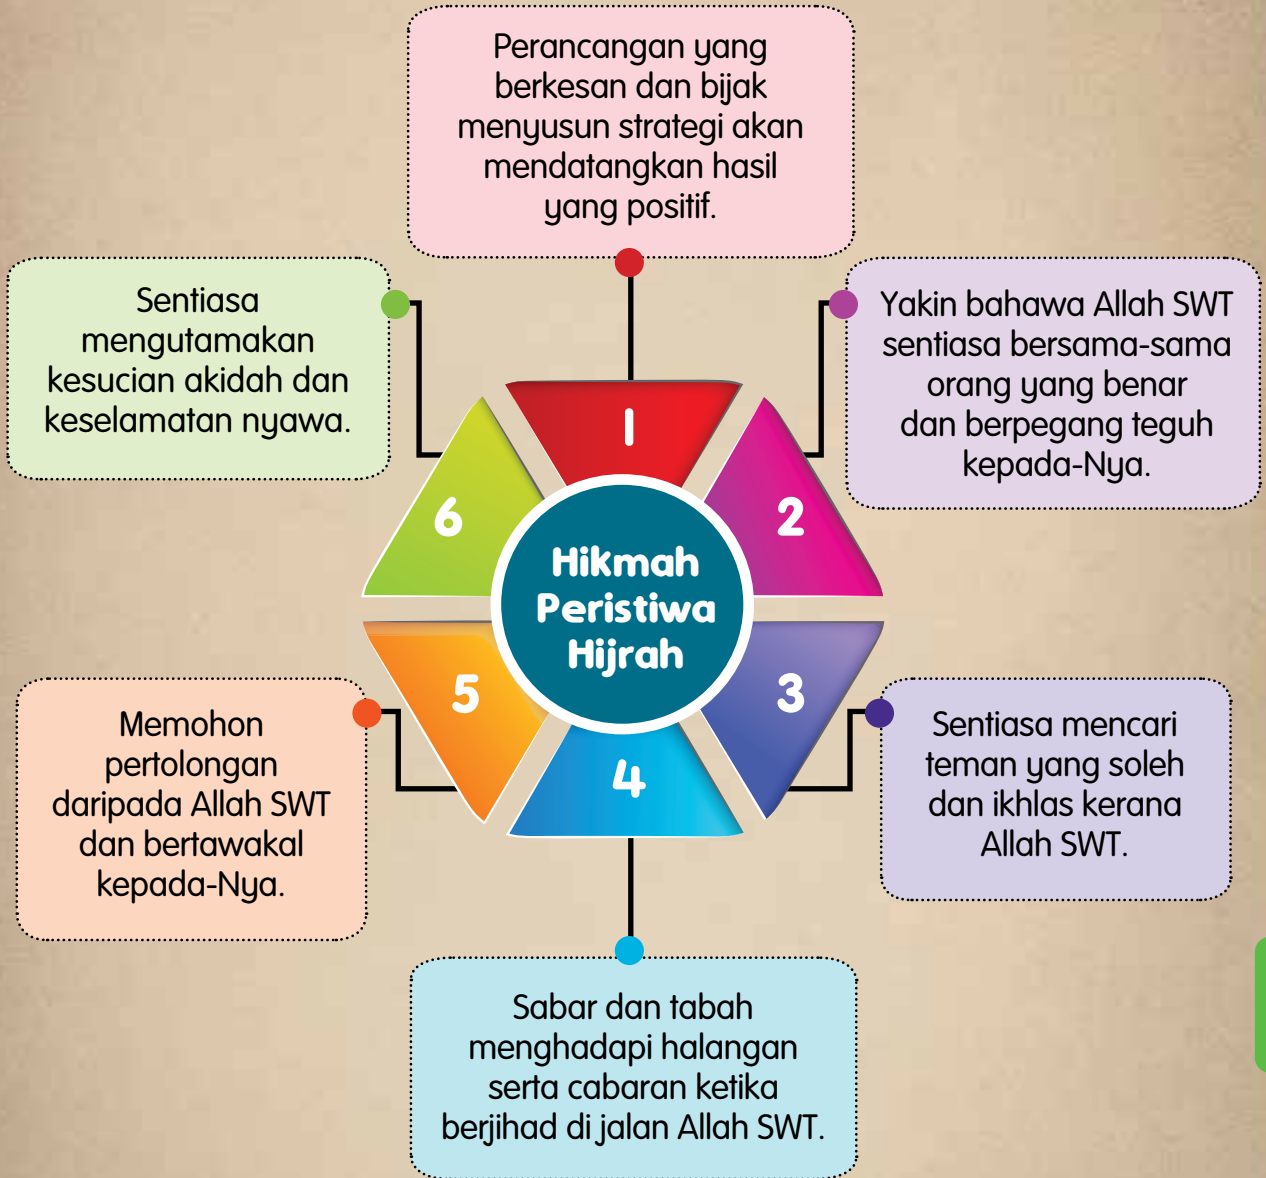 Perancangan yang
berkesan dan bijak
menyusun strategi akan
mendatangkan hasil
yang positif.
Sentiasa
mengutamakan
kesucian akidah dan
keselamatan nyawa.
Yakin bahawa Allah SWT
sentiasa bersama-sama
orang yang benar
dan berpegang teguh
kepada-Nya.
1
6
2
Hikmah
Peristiwa
Hijrah
5
3
4
Memohon
pertolongan
daripada Allah SWT
dan bertawakal
kepada-Nya.
Sentiasa mencari
teman yang soleh
dan ikhlas kerana
Allah SWT.
Sabar dan tabah
menghadapi halangan
serta cabaran ketika
berjihad di jalan Allah SWT.